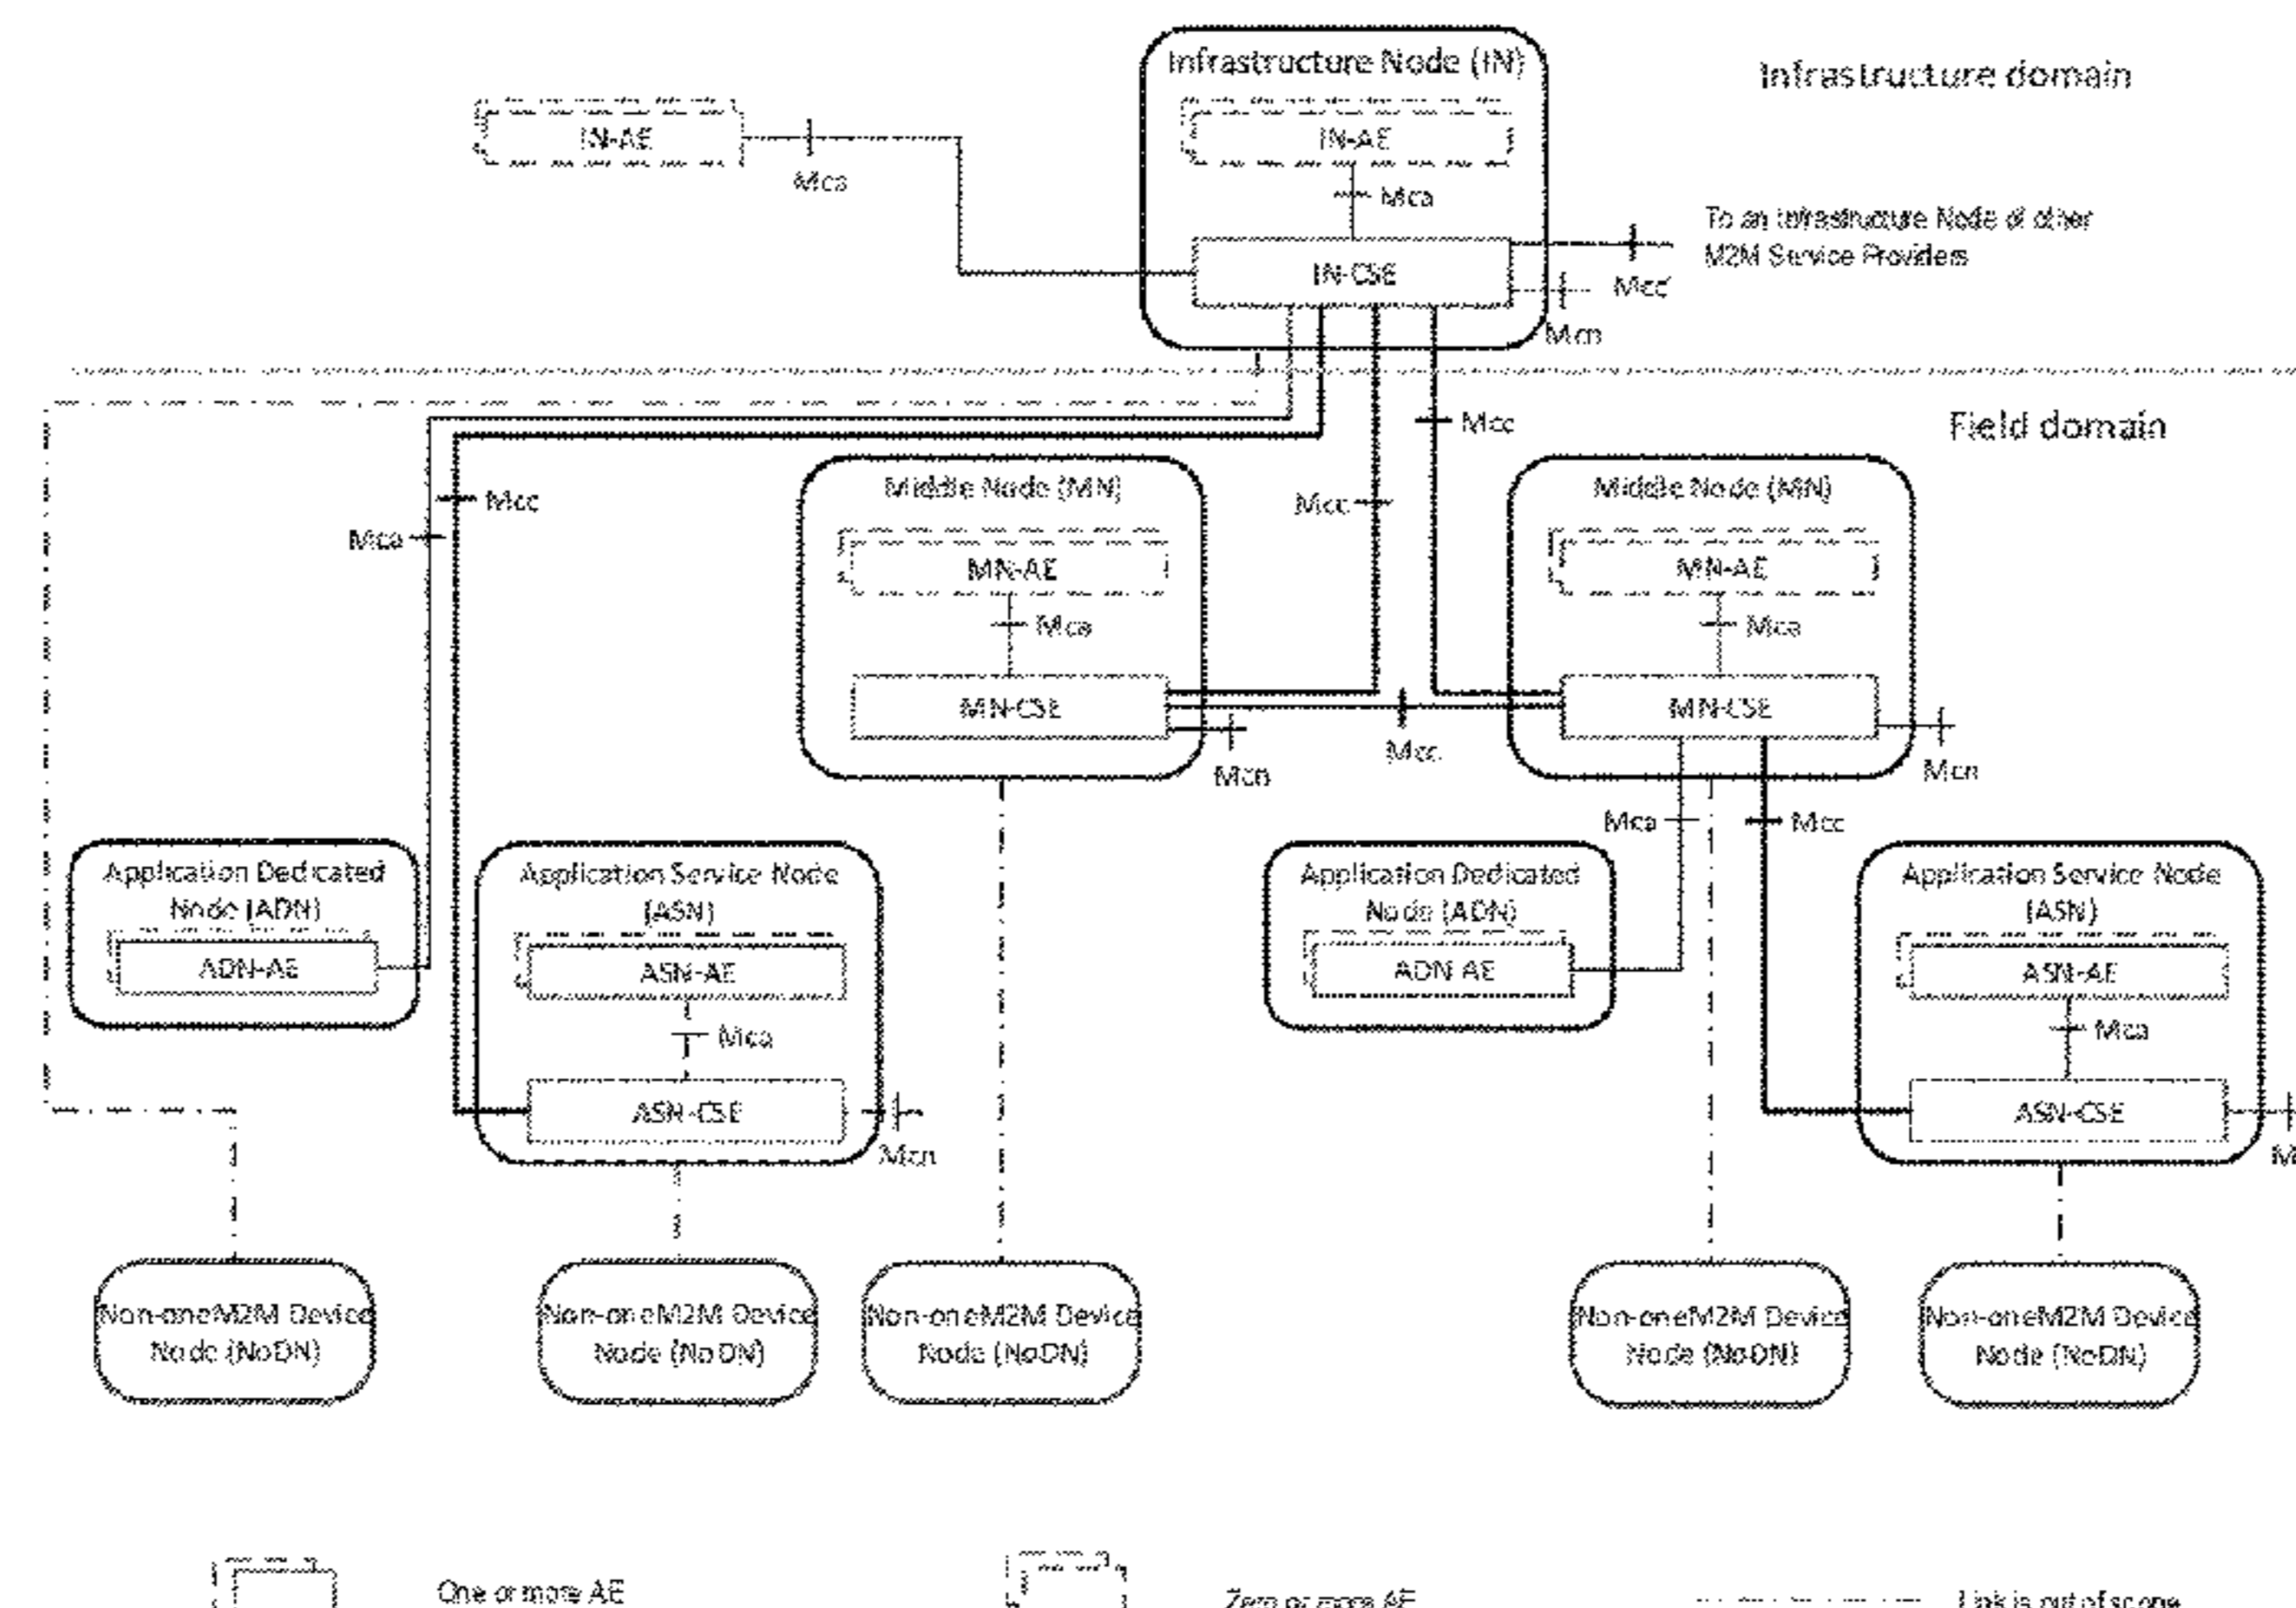 Infrastructure Node (IN)
Infrastructure domain
IN-AE
IN-AE
Mca
Mca
To an Infrastructure Node of other
M2M Service Providers
IN-CSE
Mcc'
Mcn
Mcc
Field domain
Middle Node (MN)
Middle Node (MN)
Mcc
Mcc
Mca
MN-AE
MN-AE
Mca
Mca
MN-CSE
MN-CSE
Mcc
Mcn
Mcn
Mca
Mcc
Application Dedicated
Node (ADN)
Application Service Node
(ASN)
Application Dedicated
Node (ADN)
Application Service Node
(ASN)
ADN-AE
ASN-AE
ADN-AE
ASN-AE
Mca
Mca
ASN-CSE
ASN-CSE
Mcn
Non-oneM2M Device
Node (NoDN)
Non-oneM2M Device
Node (NoDN)
Non-oneM2M Device
Node (NoDN)
Non-oneM2M Device
Node (NoDN)
Non-oneM2M Device
Node (NoDN)
One or more AE
Zero or more AE
Link is out of scope